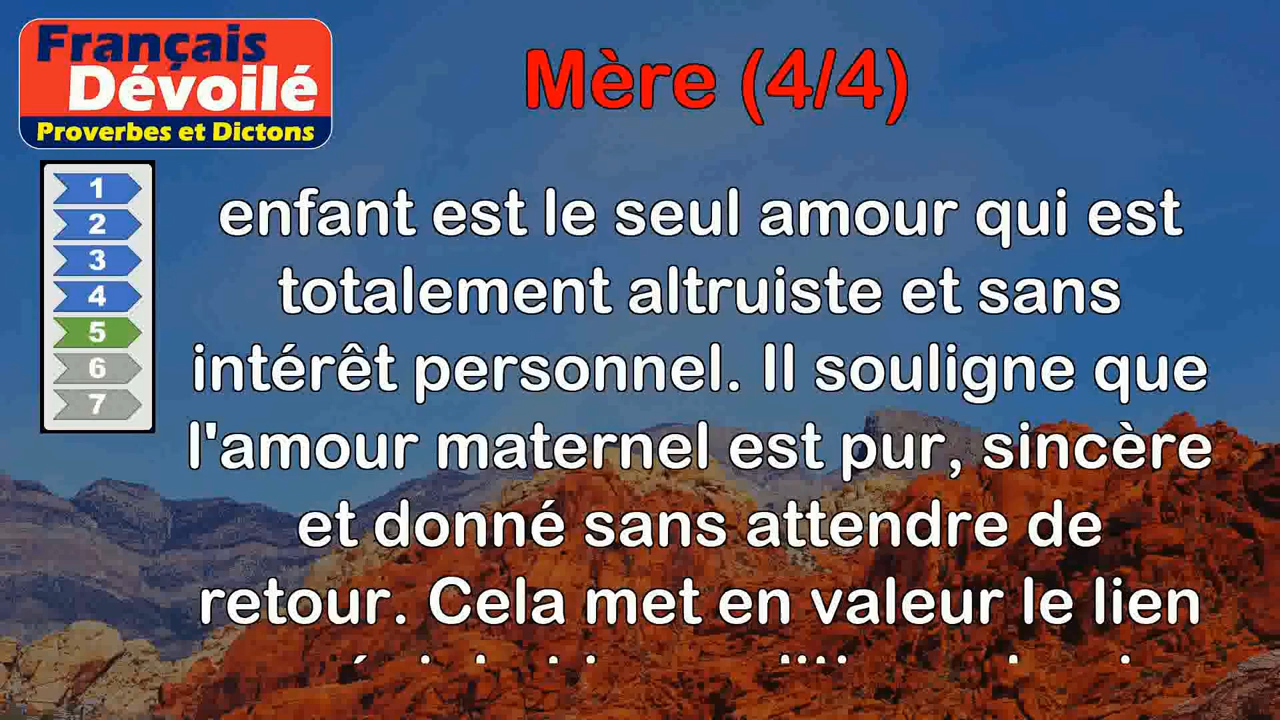 Français
Dévoilé
Proverbes et Dictons
Mère (4/4)
1
2
3
4
5
6
7
enfant est le seul amour qui est
totalement altruiste et sans
intérêt personnel. Il souligne que
l'amour maternel est pur, sincère
et donné sans attendre de
retour. Cela met en valeur le lien